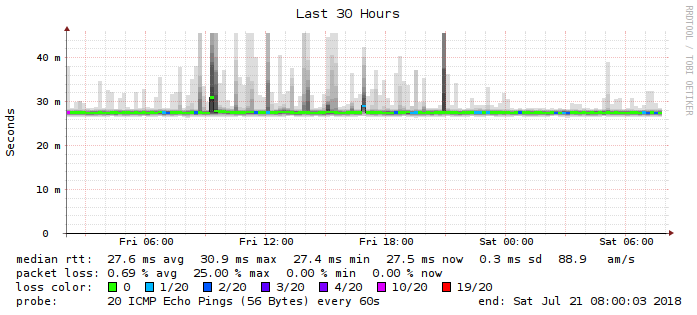 Last 30 Hours
RRDTOOL / TOBI OETIKER
Seconds
40 m
30 m
20 m
10 m
0
Fri 06:00 Fri 12:00 Fri 18:00 Sat 00:00 Sat 06:00
median rtt: 27.6 ms avg 30.9 ms max 27.4 ms min 27.5 ms now 0.3 ms sd 88.9 am/s
packet loss: 0.69 % avg 25.00 % max 0.00 % min 0.00 % now
loss color: 0 1/20 2/20 3/20 4/20 10/20 19/20
probe: 20 ICMP Echo Pings (56 Bytes) every 60s end: Sat Jul 21 08:00:03 2018